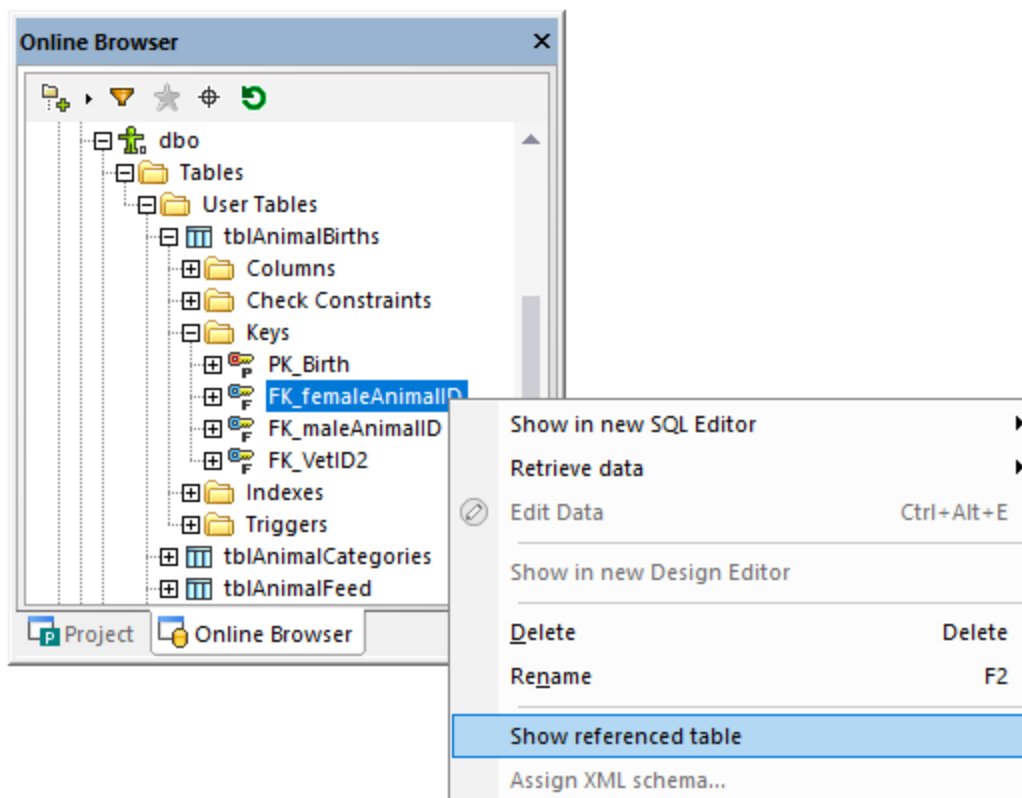 Online Browser
dbo
Tables
User Tables
tblAnimalBirths
Columns
Check Constraints
Keys
PK_Birth
FK_femaleAnimalID
FK_maleAnimalID
FK_VetID2
Indexes
Triggers
tblAnimalCategories
tblAnimalFeed
Project Online Browser
Show in new SQL Editor
Retrieve data
Edit Data Ctrl+Alt+E
Show in new Design Editor
Delete Delete
Rename F2
Show referenced table
Assign XML schema...